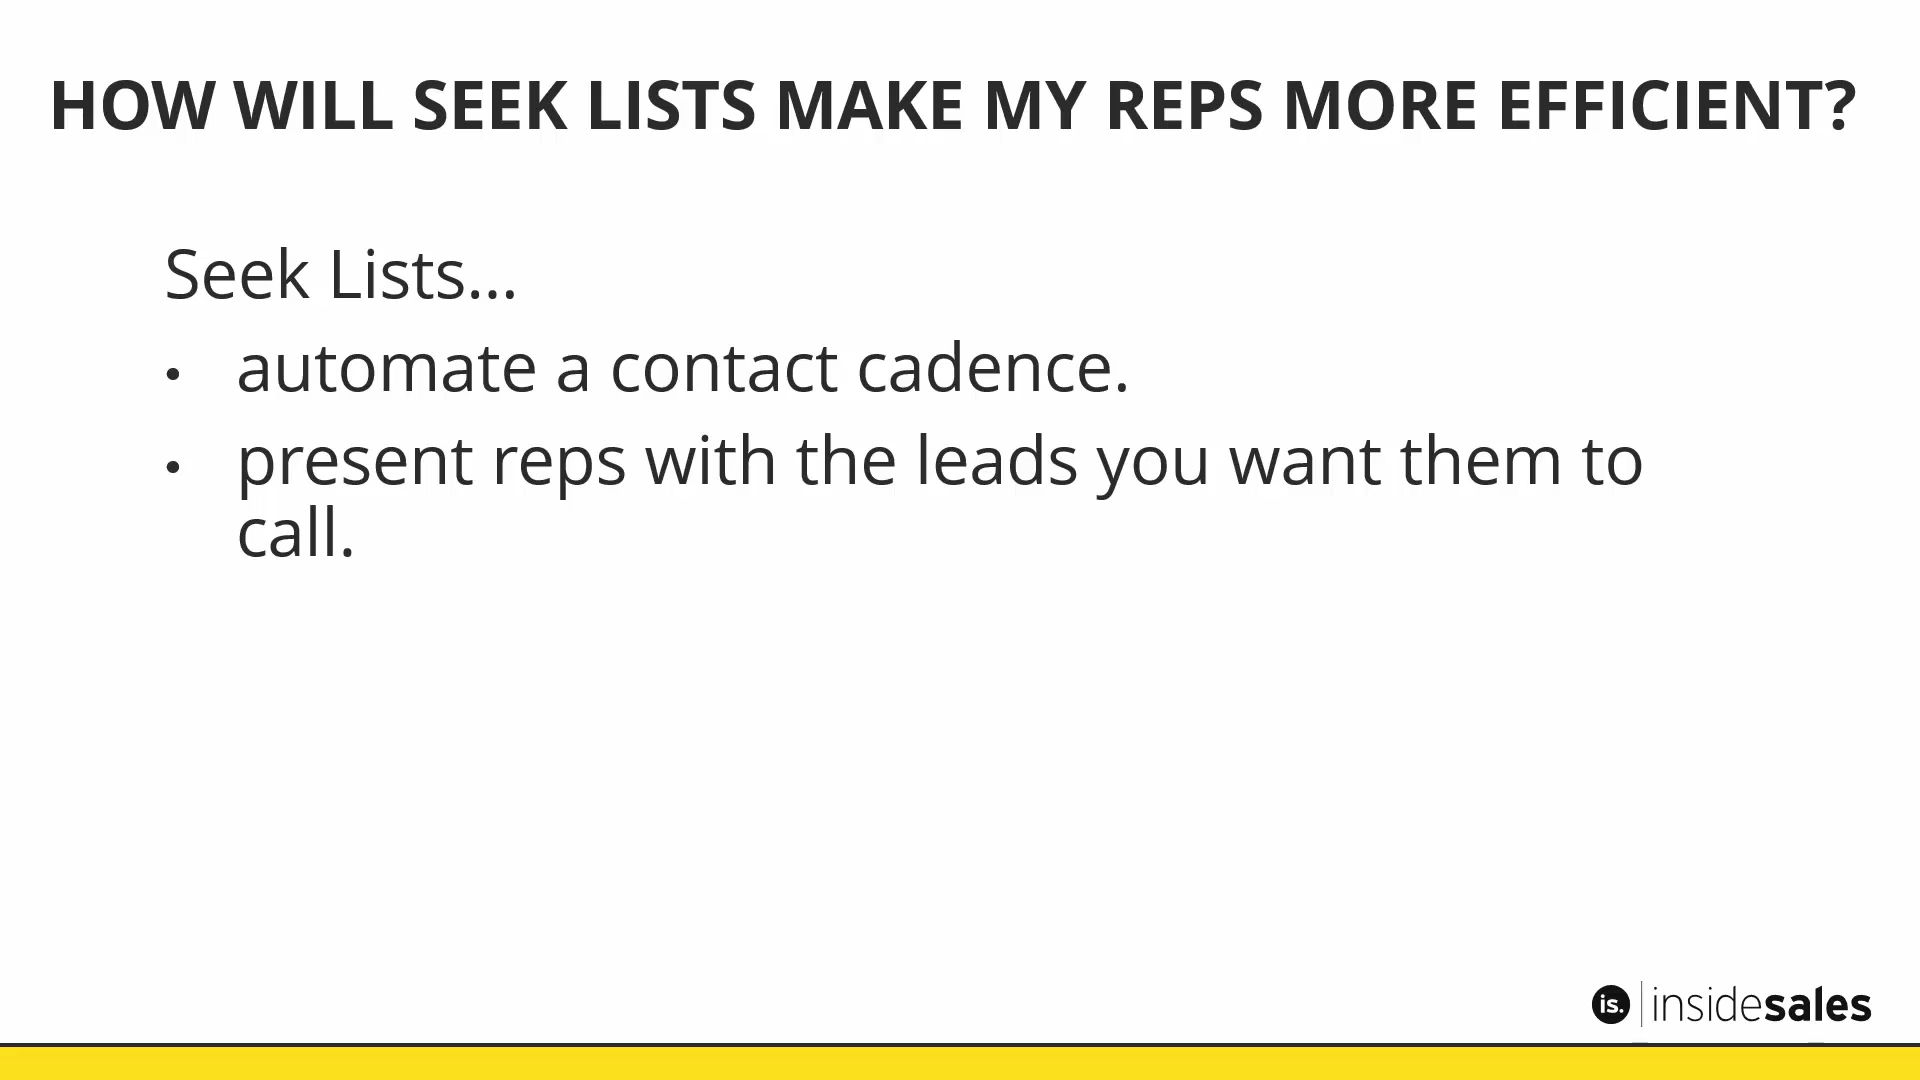 HOW WILL SEEK LISTS MAKE MY REPS MORE EFFICIENT?
Seek Lists...
• automate a contact cadence.
• present reps with the leads you want them to
call.
is. insidesales